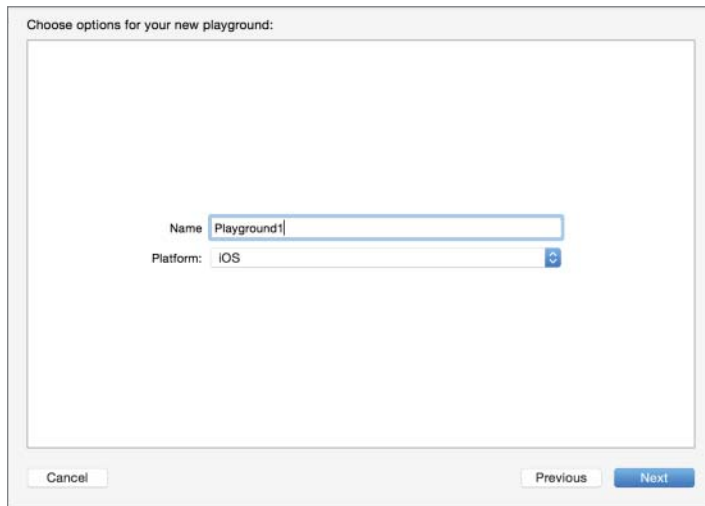 Choose options for your new playground:
Name Playground1
Platform: iOS
Cancel Previous Next